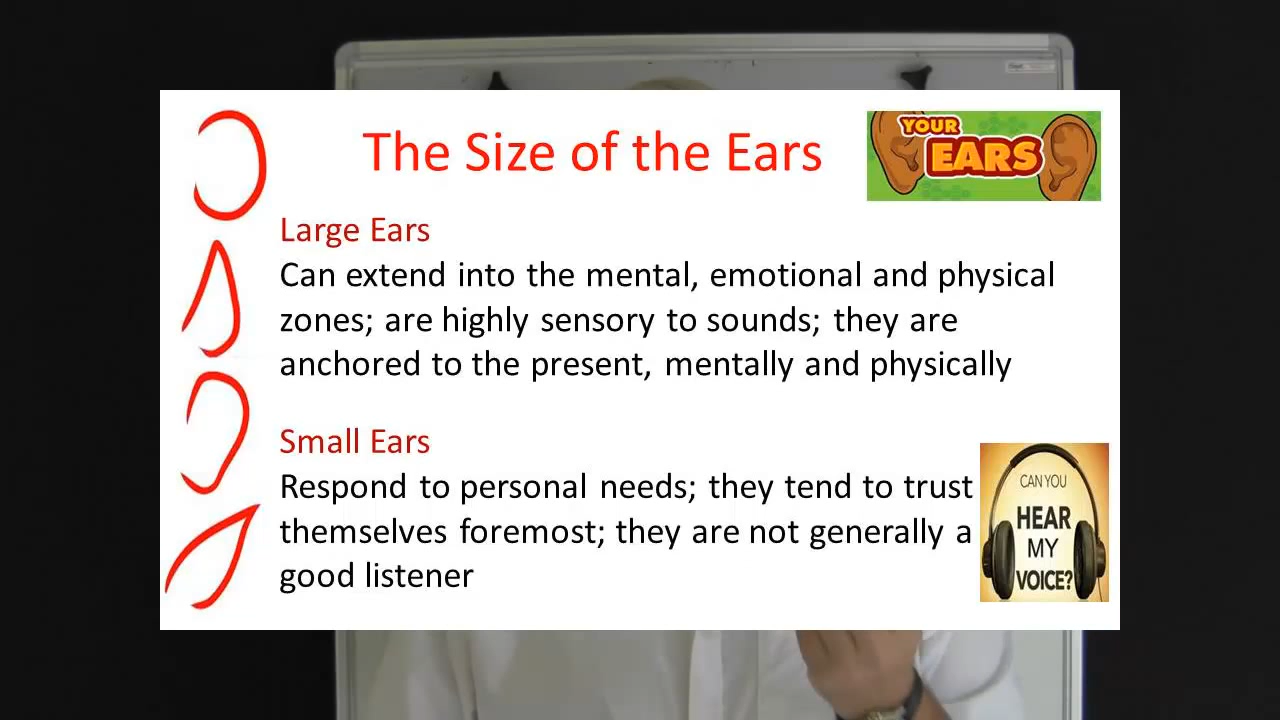 The Size of the Ears
YOUR
EARS
Large Ears
Can extend into the mental, emotional and physical
zones; are highly sensory to sounds; they are
anchored to the present, mentally and physically
Small Ears
Respond to personal needs; they tend to trust
themselves foremost; they are not generally a
good listener
CAN YOU
HEAR
MY
VOICE?